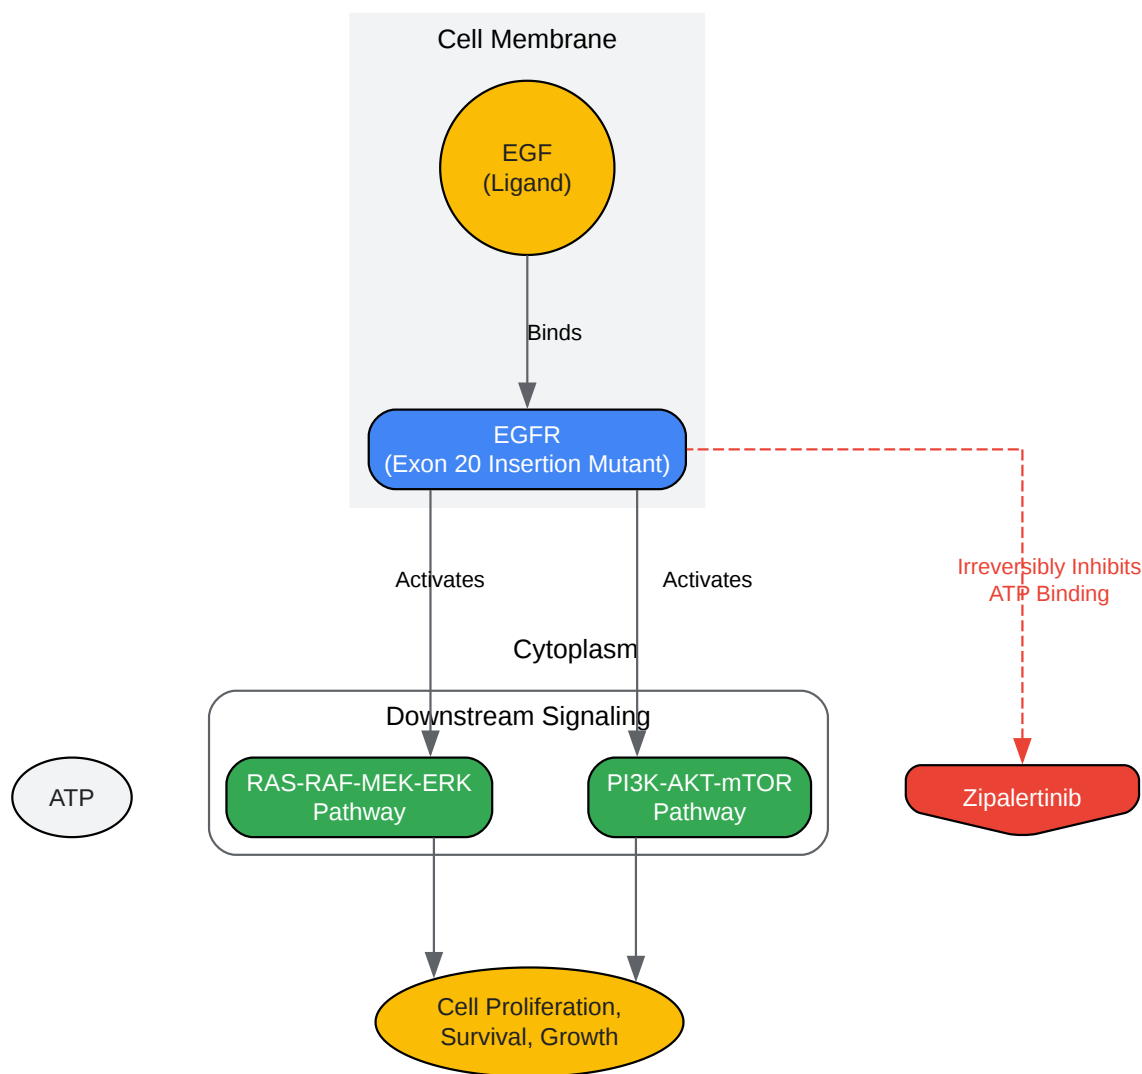 Cell Membrane
EGF
(Ligand)
Binds
EGFR
(Exon 20 Insertion Mutant)
Activates
Activates
Irreversibly Inhibits
ATP Binding
Cytoplasm
Downstream Signaling
ATP
RAS-RAF-MEK-ERK
Pathway
PI3K-AKT-mTOR
Pathway
Zipalertinib
Cell Proliferation,
Survival, Growth